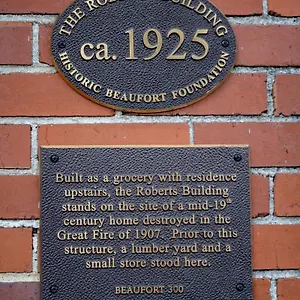 THE ROBERTS BUILDING
ca. 1925
HISTORIC BEAUFORT FOUNDATION
Built as a grocery with residence
upstairs, the Roberts Building
stands on the site of a mid-19th
century home destroyed in the
Great Fire of 1907. Prior to this
structure, a lumber yard and a
small store stood here.
BEAUFORT 300